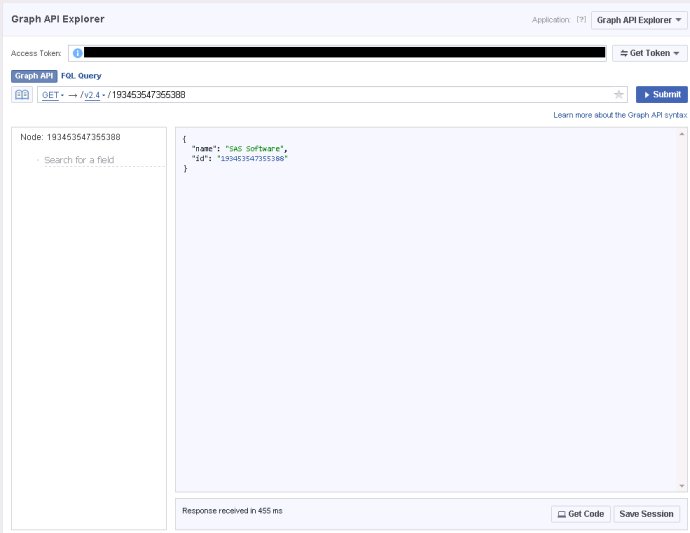 Graph API Explorer
Application: [?] Graph API Explorer
Access Token:
Get Token
Graph API FQL Query
GET → /v2.4 /193453547355388
Submit
Learn more about the Graph API syntax
Node: 193453547355388
Search for a field
{
"name": "SAS Software",
"id": "193453547355388"
}
Response received in 455 ms
Get Code Save Session